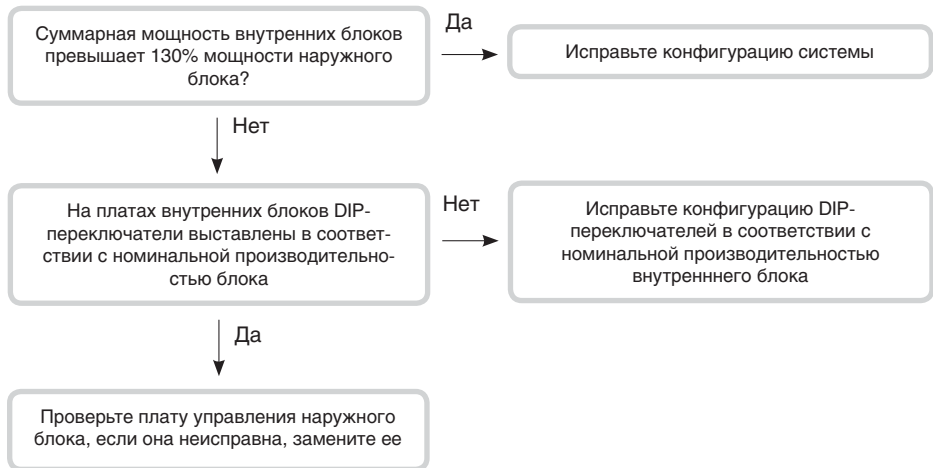 Суммарная мощность внутренних блоков
превышает 130% мощности наружного
блока?
Да
Исправьте конфигурацию системы
Нет
На платах внутренних блоков DIP-
переключатели выставлены в соответ-
ствии с номинальной производительно-
стью блока
Нет
Исправьте конфигурацию DIP-
переключателей в соответствии с
номинальной производительностью
внутренннего блока
Да
Проверьте плату управления наружного
блока, если она неисправна, замените ее